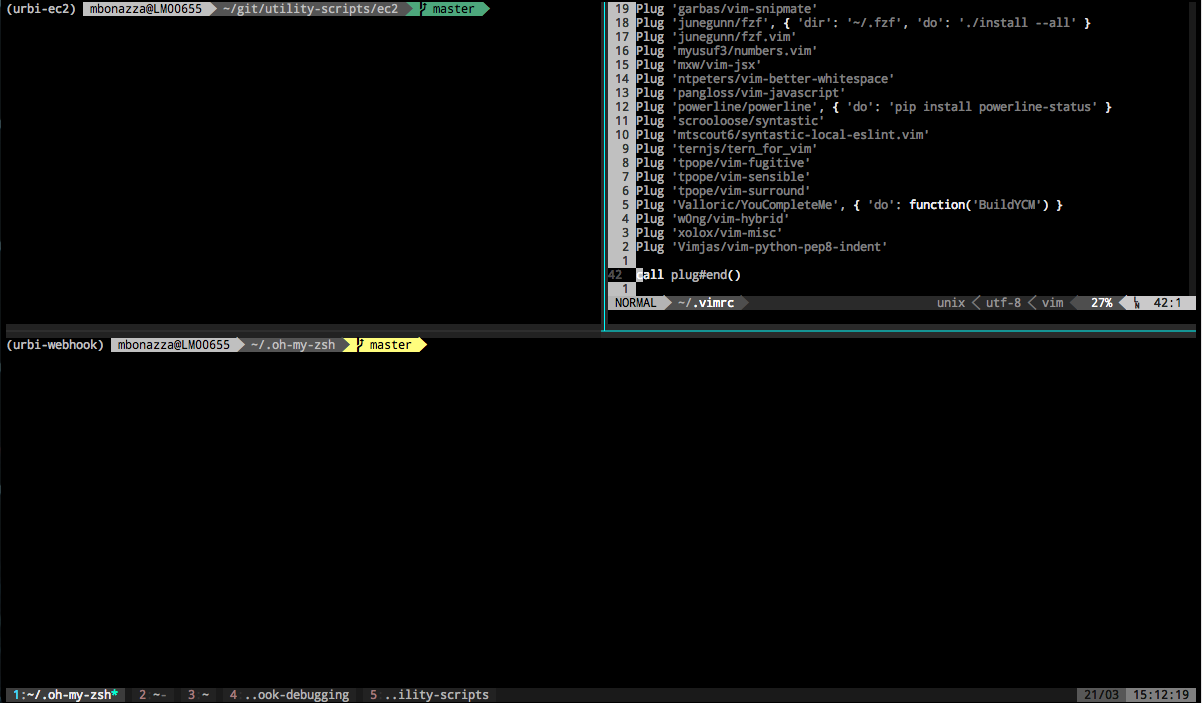 (urbi-ec2) mbonazza@LM00655 ~/git/utility-scripts/ec2 master
19 Plug 'garbas/vim-snipmate'
18 Plug 'junegunn/fzf', { 'dir': '~/.fzf', 'do': './install --all' }
17 Plug 'junegunn/fzf.vim'
16 Plug 'myusuf3/numbers.vim'
15 Plug 'mxw/vim-jsx'
14 Plug 'ntpeters/vim-better-whitespace'
13 Plug 'pangloss/vim-javascript'
12 Plug 'powerline/powerline', { 'do': 'pip install powerline-status' }
11 Plug 'scrooloose/syntastic'
10 Plug 'mtscout6/syntastic-local-eslint.vim'
9 Plug 'ternjs/tern_for_vim'
8 Plug 'tpope/vim-fugitive'
7 Plug 'tpope/vim-sensible'
6 Plug 'tpope/vim-surround'
5 Plug 'Valloric/YouCompleteMe', { 'do': function('BuildYCM') }
4 Plug 'w0ng/vim-hybrid'
3 Plug 'xolox/vim-misc'
2 Plug 'Vimjas/vim-python-pep8-indent'
1
42 call plug#end()
1
NORMAL ~/.vimrc unix utf-8 vim 27% 42:1
(urbi-webhook) mbonazza@LM00655 ~/.oh-my-zsh master
1:~/.oh-my-zsh* 2 ~- 3 ~ 4 ..ook-debugging 5 ..ility-scripts 21/03 15:12:19